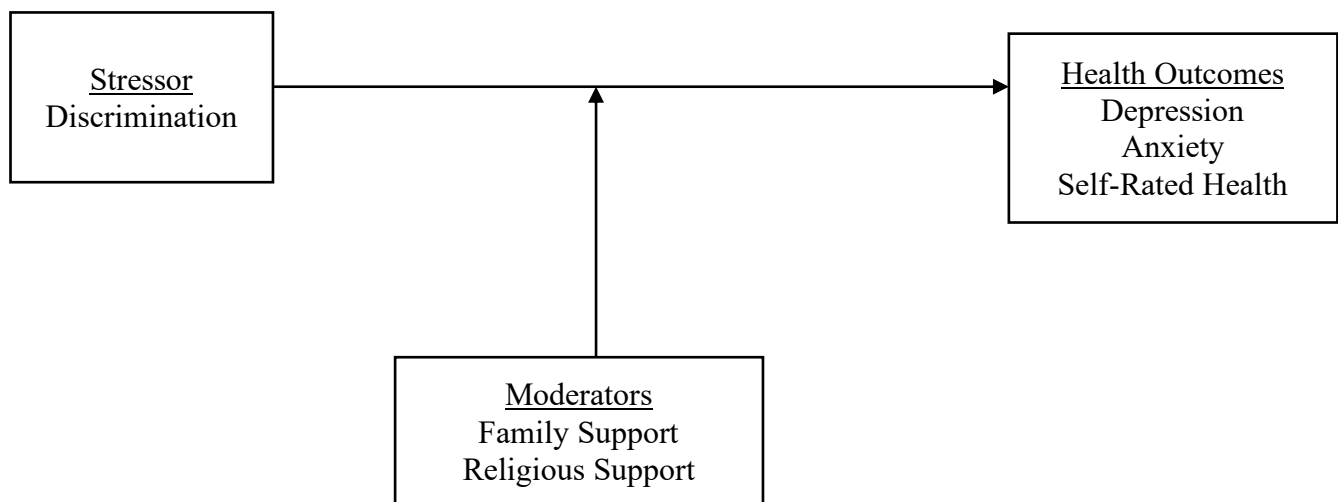 Stressor
Discrimination
Health Outcomes
Depression
Anxiety
Self-Rated Health
Moderators
Family Support
Religious Support